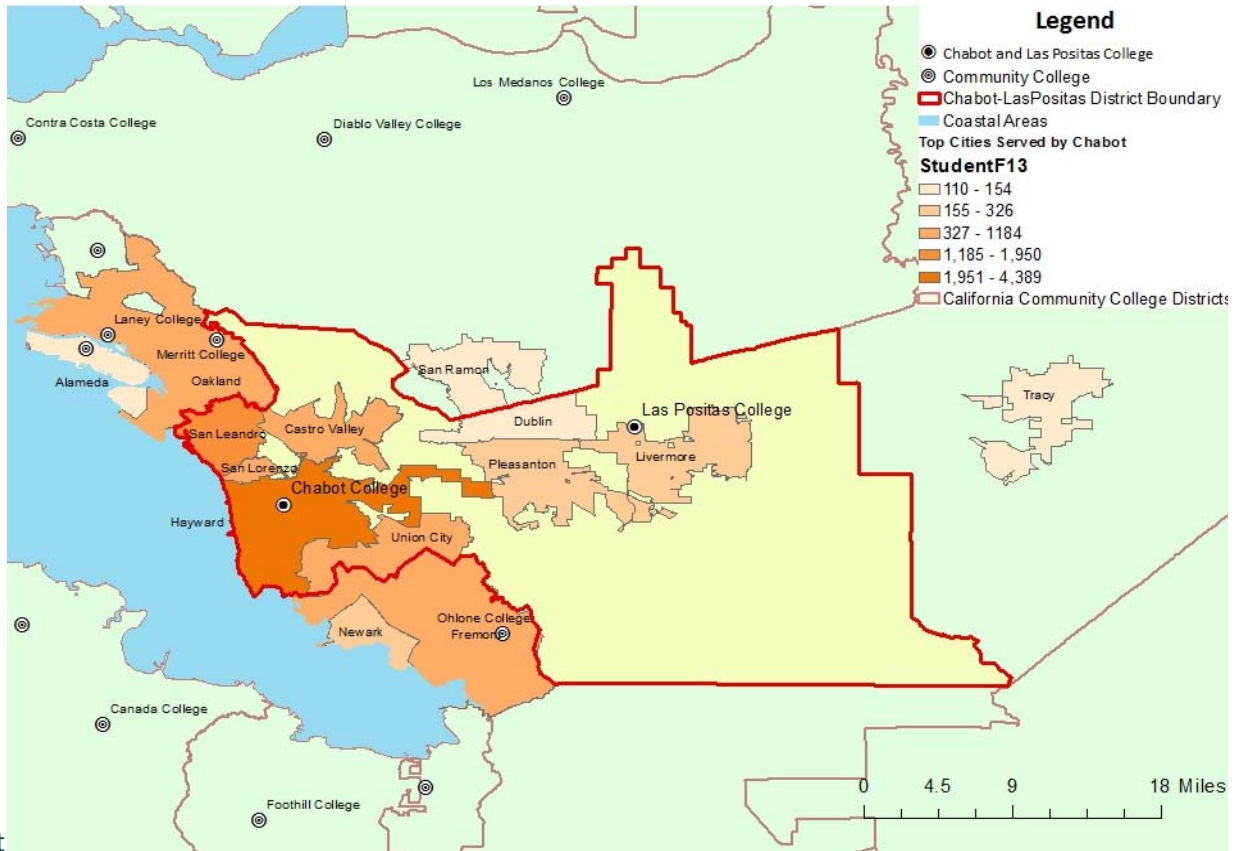 Legend
Chabot and Las Positas College
Community College
Chabot-LasPositas District Boundary
Coastal Areas
Top Cities Served by Chabot
StudentF13
110 - 154
155 - 326
327 - 1184
1,185 - 1,950
1,951 - 4,389
California Community College Districts
Los Medanos College
Contra Costa College
Diablo Valley College
Laney College
Merritt College
Alameda
Oakland
San Ramon
Tracy
Las Positas College
Dublin
San Leandro
Castro Valley
Pleasanton
Livermore
San Lorenzo
Chabot College
Hayward
Union City
Newark
Ohlone College
Fremont
Canada College
Foothill College
0 4.5 9 18 Miles
t